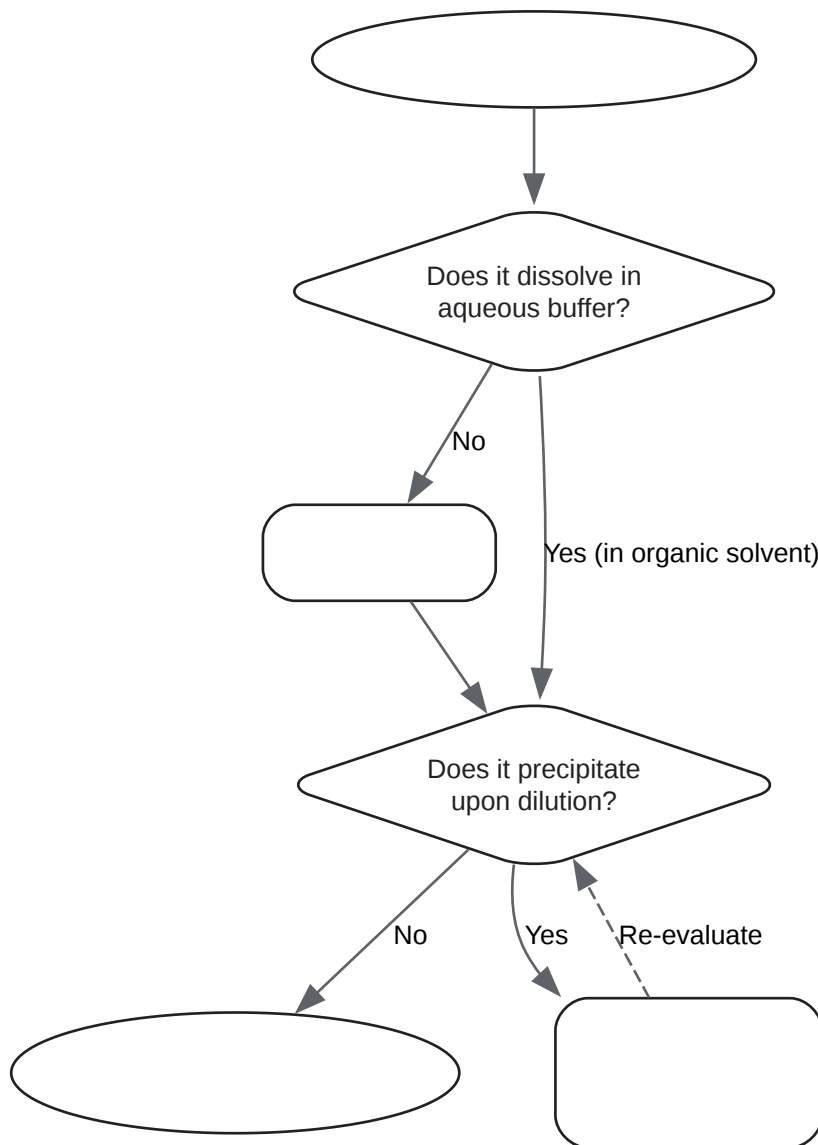 Does it dissolve in
aqueous buffer?
No
Yes (in organic solvent)
Does it precipitate
upon dilution?
No
Yes
Re-evaluate